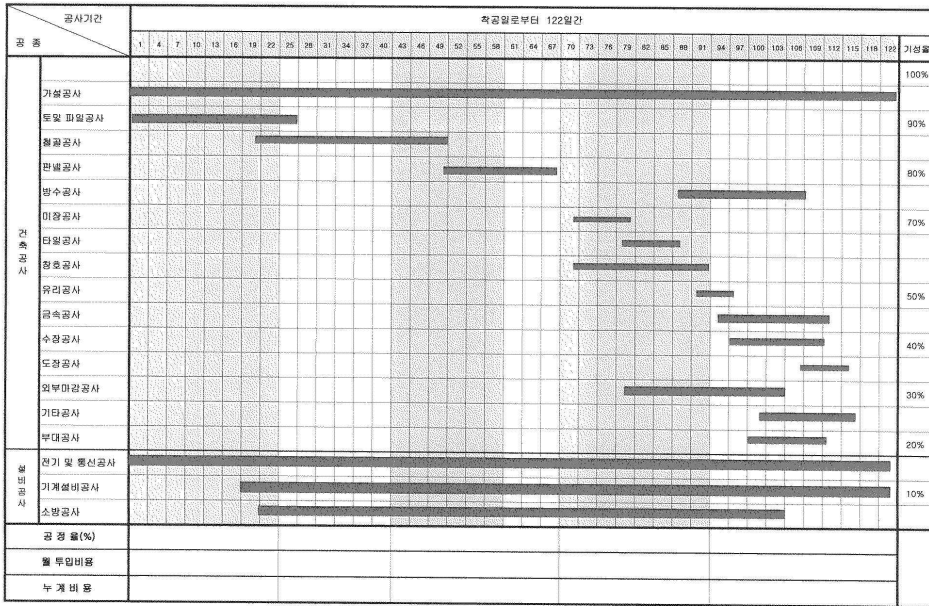 공사기간
착공일로부터 122일간
공 종
1 4 7 10 13 16 19 22 25 28 31 34 37 40 43 46 49 52 55 58 61 64 67 70 73 76 79 82 85 88 91 94 97 100 103 106 109 112 115 118 122
기성율
100%
가설공사
토및 파일공사
90%
철골공사
판넬공사
80%
방수공사
미장공사
70%
건축공사
타일공사
창호공사
유리공사
50%
금속공사
수장공사
40%
도장공사
외부마감공사
30%
기타공사
부대공사
20%
설비공사
전기 및 통신공사
기계설비공사
10%
소방공사
공 정 율(%)
월 투입비용
누 계 비 용